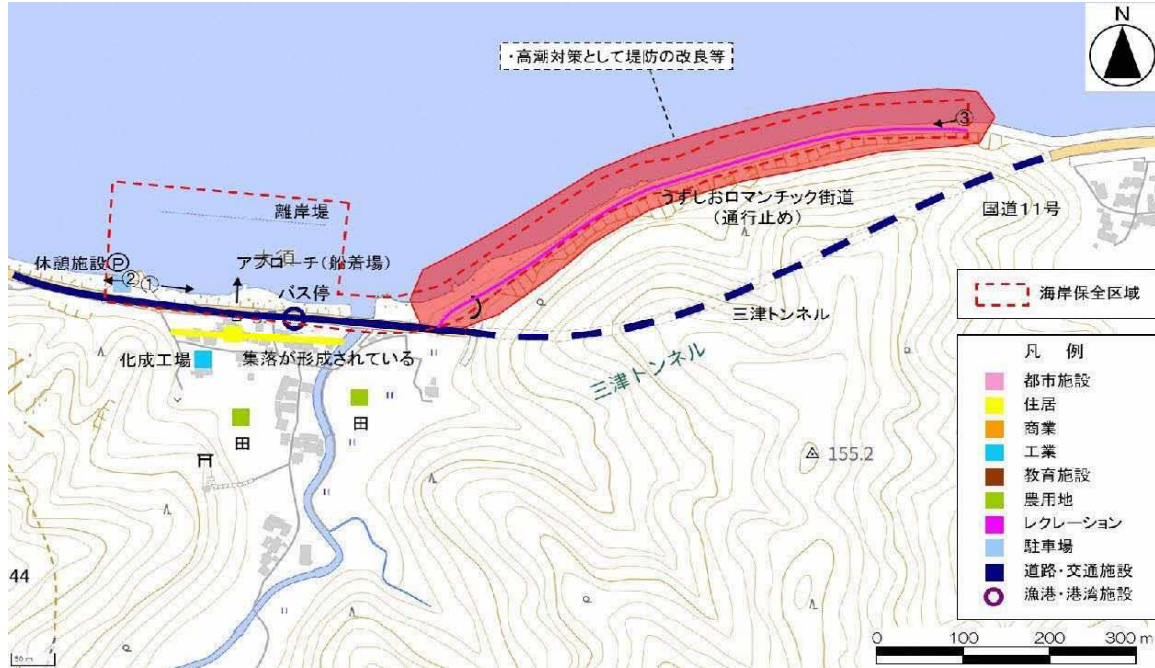 N
・高潮対策として堤防の改良等
③
うずしおロマンチック街道
(通行止め)
国道11号
離岸堤
大須
休憩施設Ⓟ
アプローチ(船着場)
②
①
バス停
三津トンネル
三津トンネル
化成工場
集落が形成されている
田
田
155.2
44
海岸保全区域
凡 例
都市施設
住居
商業
工業
教育施設
農用地
レクレーション
駐車場
道路・交通施設
漁港・港湾施設
0 100 200 300 m
50 m